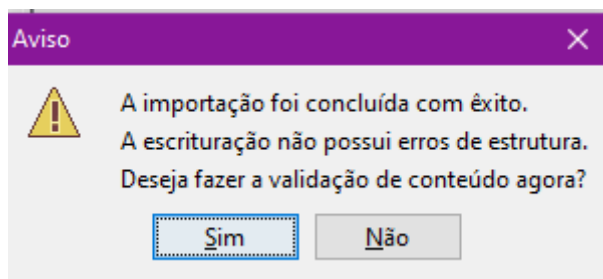 Aviso
A importação foi concluída com êxito.
A escrituração não possui erros de estrutura.
Deseja fazer a validação de conteúdo agora?
Sim Não